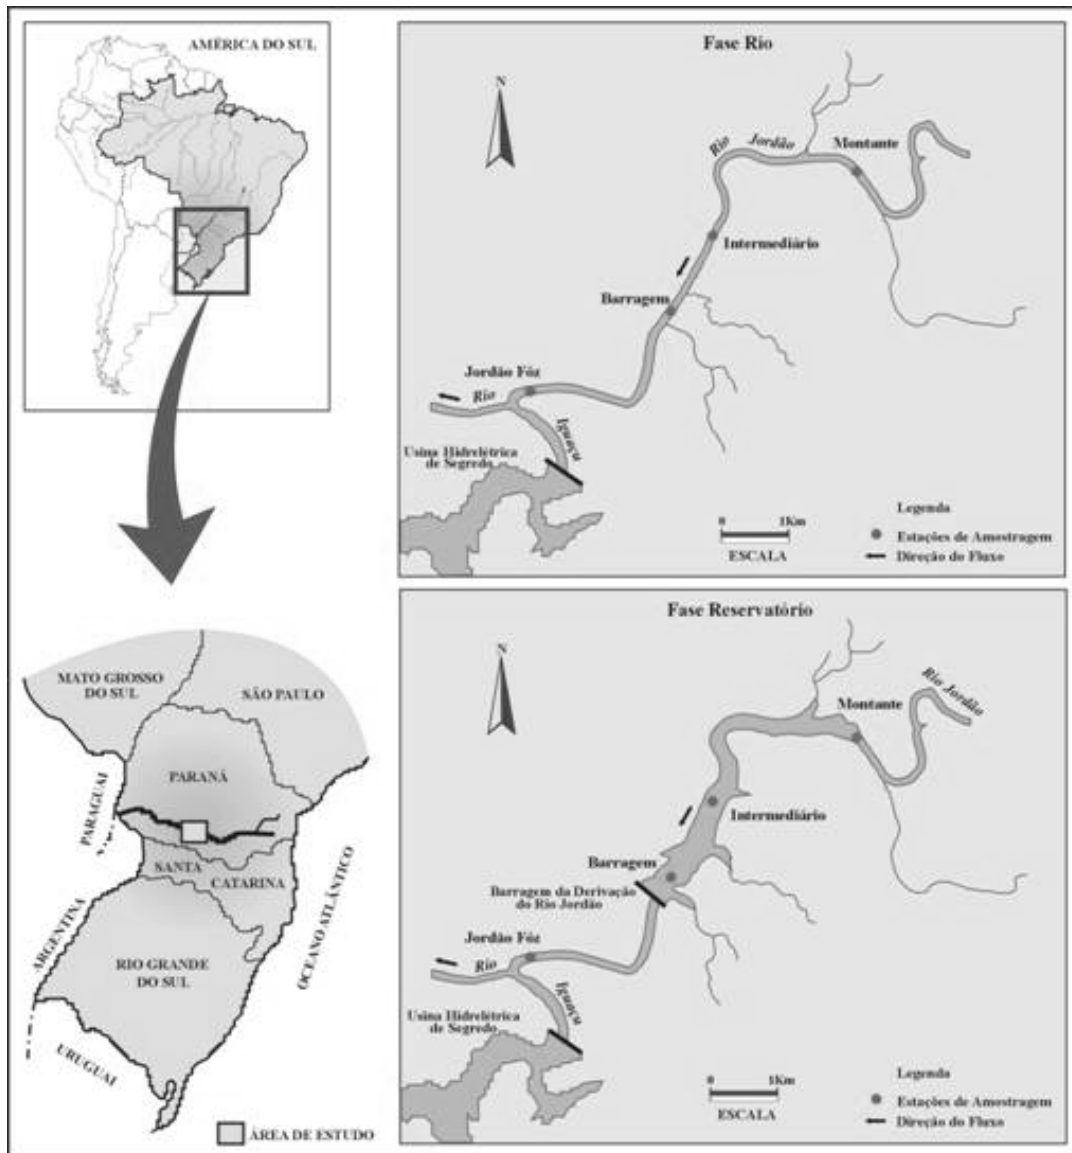 AMÉRICA DO SUL
MATO GROSSO
DO SUL
SÃO PAULO
PARANÁ
PARAGUAI
SANTA
CATARINA
ARGENTINA
OCEANO ATLÂNTICO
RIO GRANDE
DO SUL
URUGUAI
ÁREA DE ESTUDO
Fase Rio
N
Rio Jordão
Montante
Intermediário
Barragem
Jordão Fóz
Rio
Iguaçu
Usina Hidrelétrica
de Segredo
Legenda
0 1Km
ESCALA
Estações de Amostragem
Direção do Fluxo
Fase Reservatório
N
Rio Jordão
Montante
Intermediário
Barragem
Barragem da Derivação
do Rio Jordão
Jordão Fóz
Rio
Iguaçu
Usina Hidrelétrica
de Segredo
Legenda
0 1Km
ESCALA
Estações de Amostragem
Direção do Fluxo